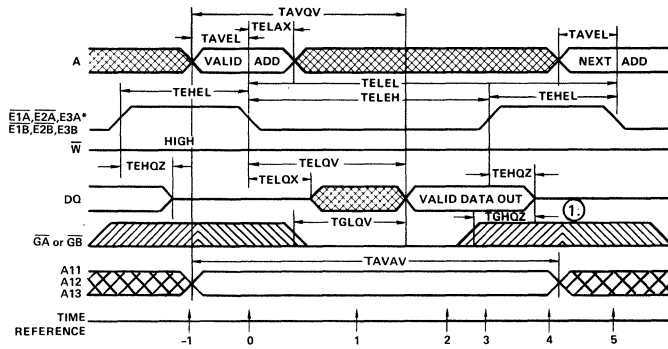 TAVQV
TAVEL TELAX TAVEL
A VALID ADD NEXT ADD
TELEL
TEHEL TELEH TEHEL
E1A,E2A,E3A*
E1B,E2B,E3B
HIGH
W
TEHQZ TELQV TEHQZ
TELQX
DQ VALID DATA OUT
TGLQV TGHQZ 1.
GA or GB
TAVAV
A11
A12
A13
TIME
REFERENCE
-1 0 1 2 3 4 5